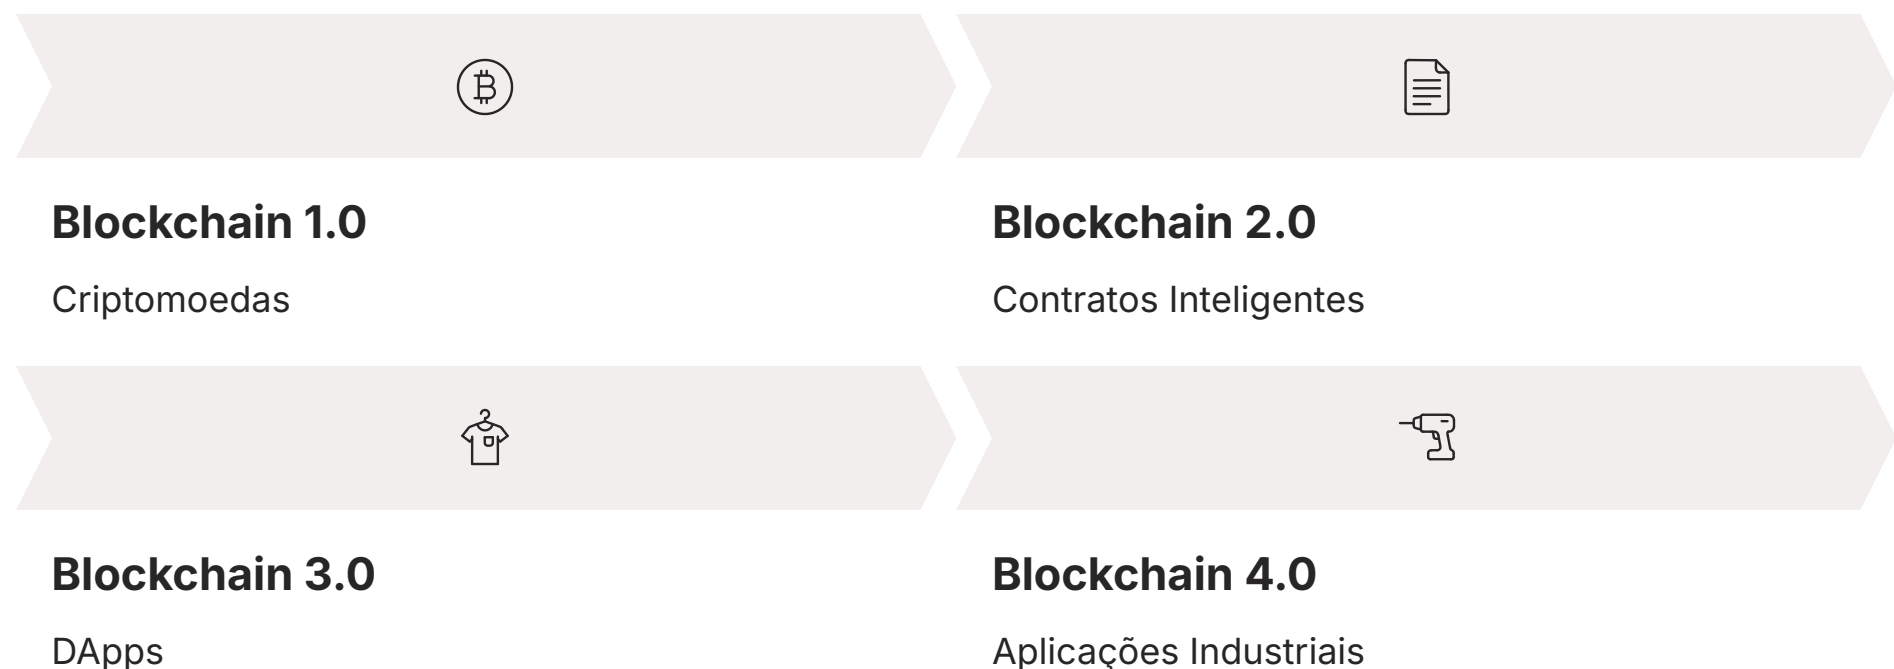 Blockchain 1.0
Criptomoedas
Blockchain 2.0
Contratos Inteligentes
Blockchain 3.0
DApps
Blockchain 4.0
Aplicações Industriais